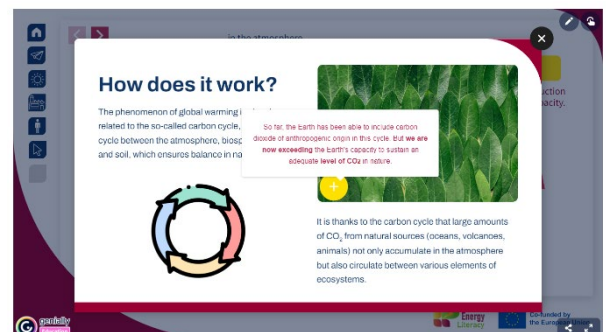 in the atmosphere
How does it work?
The phenomenon of global warming is
related to the so-called carbon cycle,
cycle between the atmosphere,
and soil, which ensures balance in
So far, the Earth has been able to include carbon
dioxide of anthropogenic origin in this cycle. But we are
now exceeding the Earth's capacity to sustain an
adequate level of CO₂ in nature.
It is thanks to the carbon cycle that large amounts
of CO₂ from natural sources (oceans, volcanoes,
animals) not only accumulate in the atmosphere
but also circulate between various elements of
ecosystems.
genially
Energy
Literacy
Co-funded by
the European Union